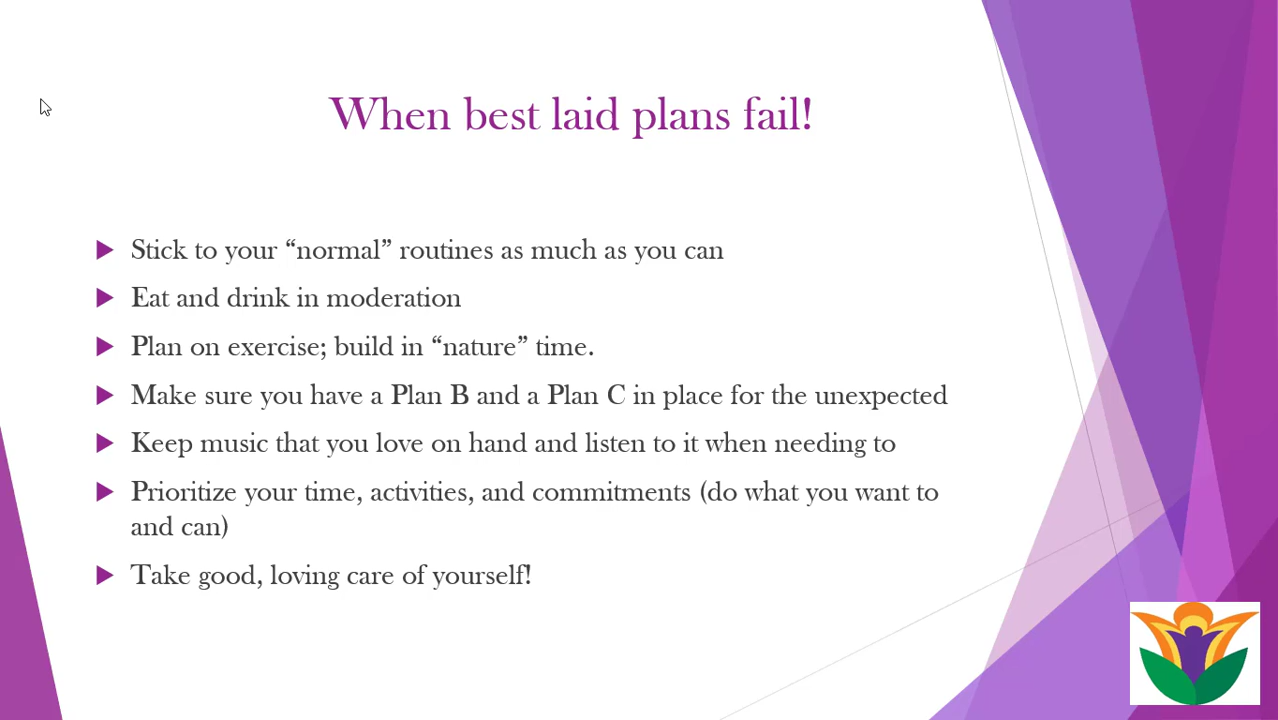 When best laid plans fail!
Stick to your “normal” routines as much as you can
Eat and drink in moderation
Plan on exercise; build in “nature” time.
Make sure you have a Plan B and a Plan C in place for the unexpected
Keep music that you love on hand and listen to it when needing to
Prioritize your time, activities, and commitments (do what you want to
and can)
Take good, loving care of yourself!